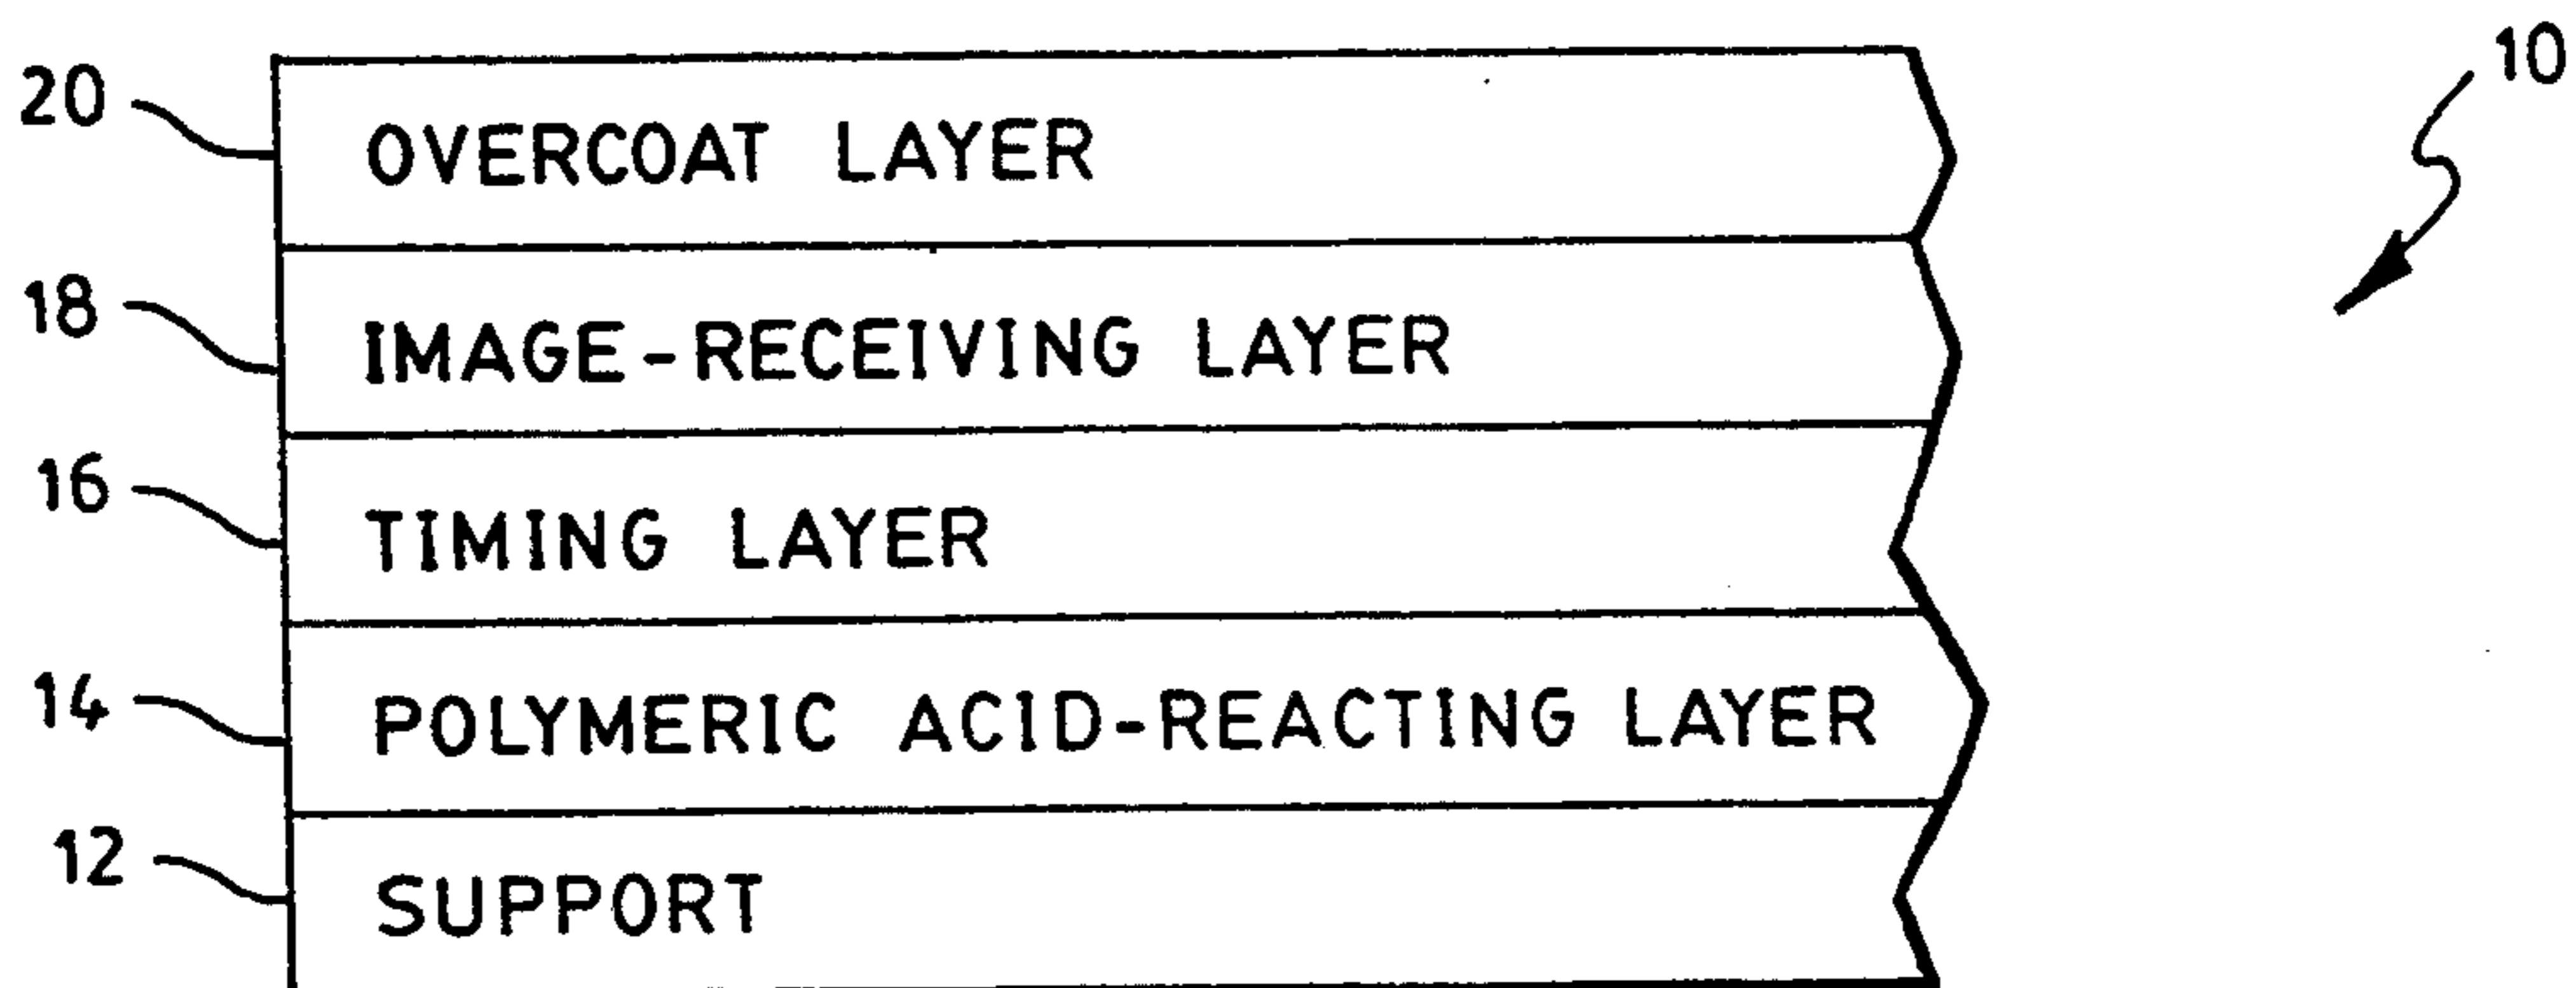 10
20 OVERCOAT LAYER
18 IMAGE-RECEIVING LAYER
16 TIMING LAYER
14 POLYMERIC ACID-REACTING LAYER
12 SUPPORT